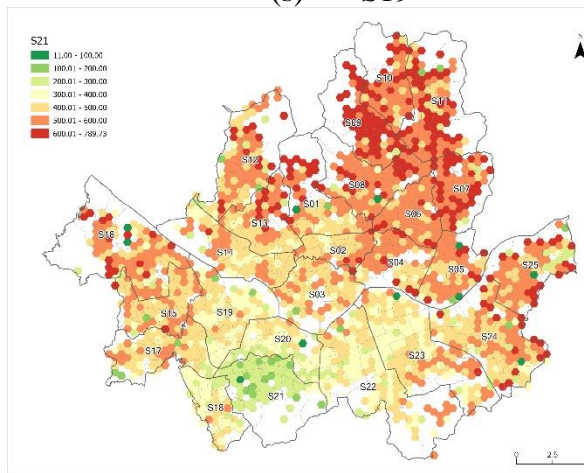 (s) S19
S21
11.00 - 100.00
100.01 - 200.00
200.01 - 300.00
300.01 - 400.00
400.01 - 500.00
500.01 - 600.00
600.01 - 789.73
N
S10
S11
S09
S12
S08
S07
S01
S06
S13
S16
S14
S02
S04
S05
S25
S03
S15
S19
S24
S20
S17
S23
S22
S21
S18
0 2.5